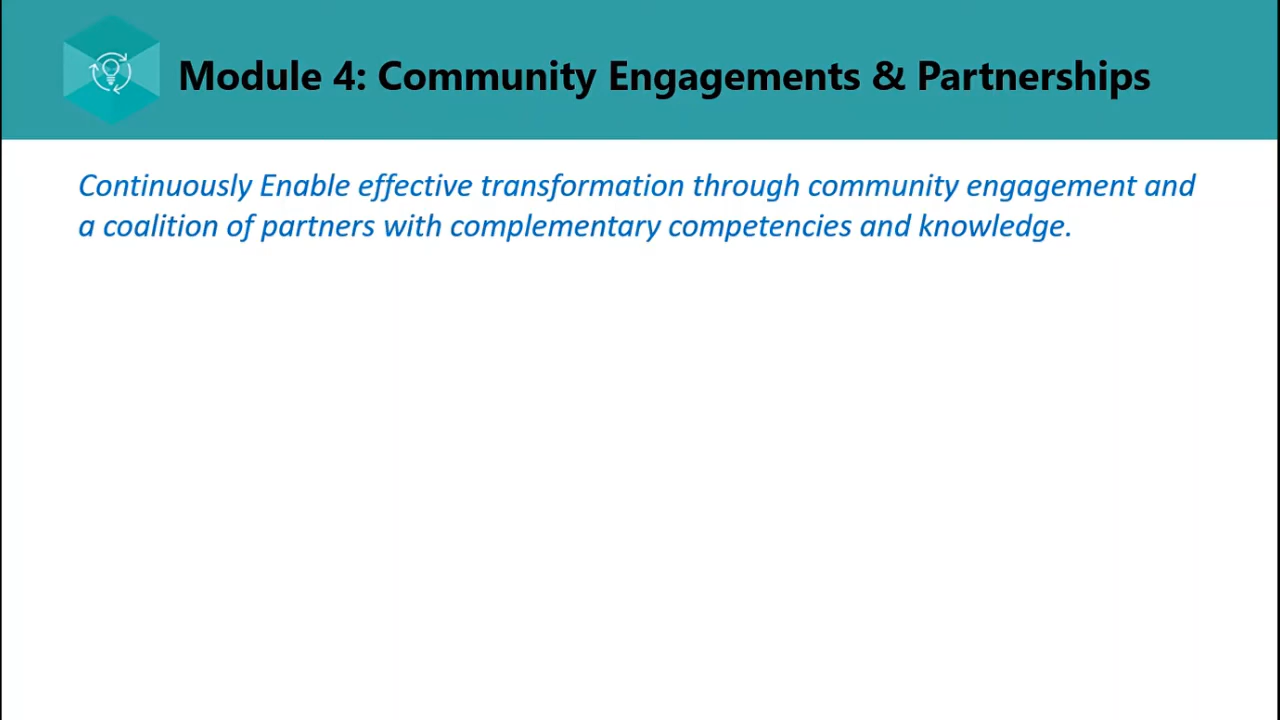 Module 4: Community Engagements & Partnerships
Continuously Enable effective transformation through community engagement and
a coalition of partners with complementary competencies and knowledge.